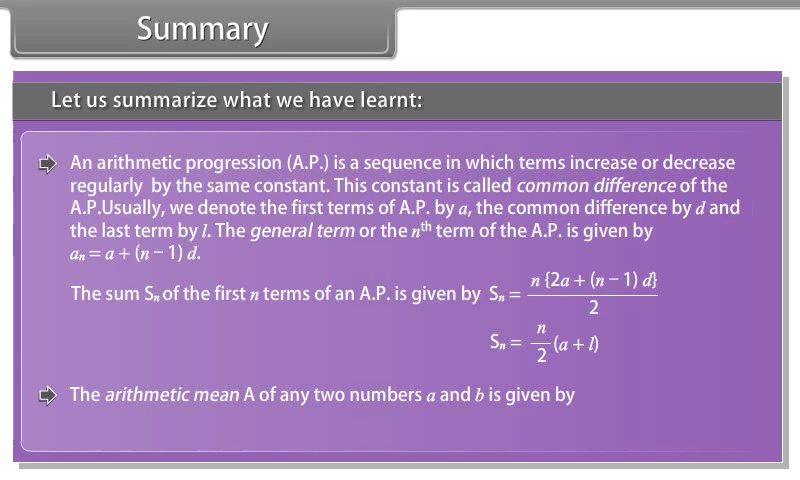 Summary
Let us summarize what we have learnt:
An arithmetic progression (A.P.) is a sequence in which terms increase or decrease
regularly by the same constant. This constant is called common difference of the
A.P.Usually, we denote the first terms of A.P. by a, the common difference by d and
the last term by l. The general term or the nᵗʰ term of the A.P. is given by
aₙ = a + (n − 1) d.
The sum Sₙ of the first n terms of an A.P. is given by Sₙ = n {2a + (n − 1) d} / 2
Sₙ = n/2 (a + l)
The arithmetic mean A of any two numbers a and b is given by